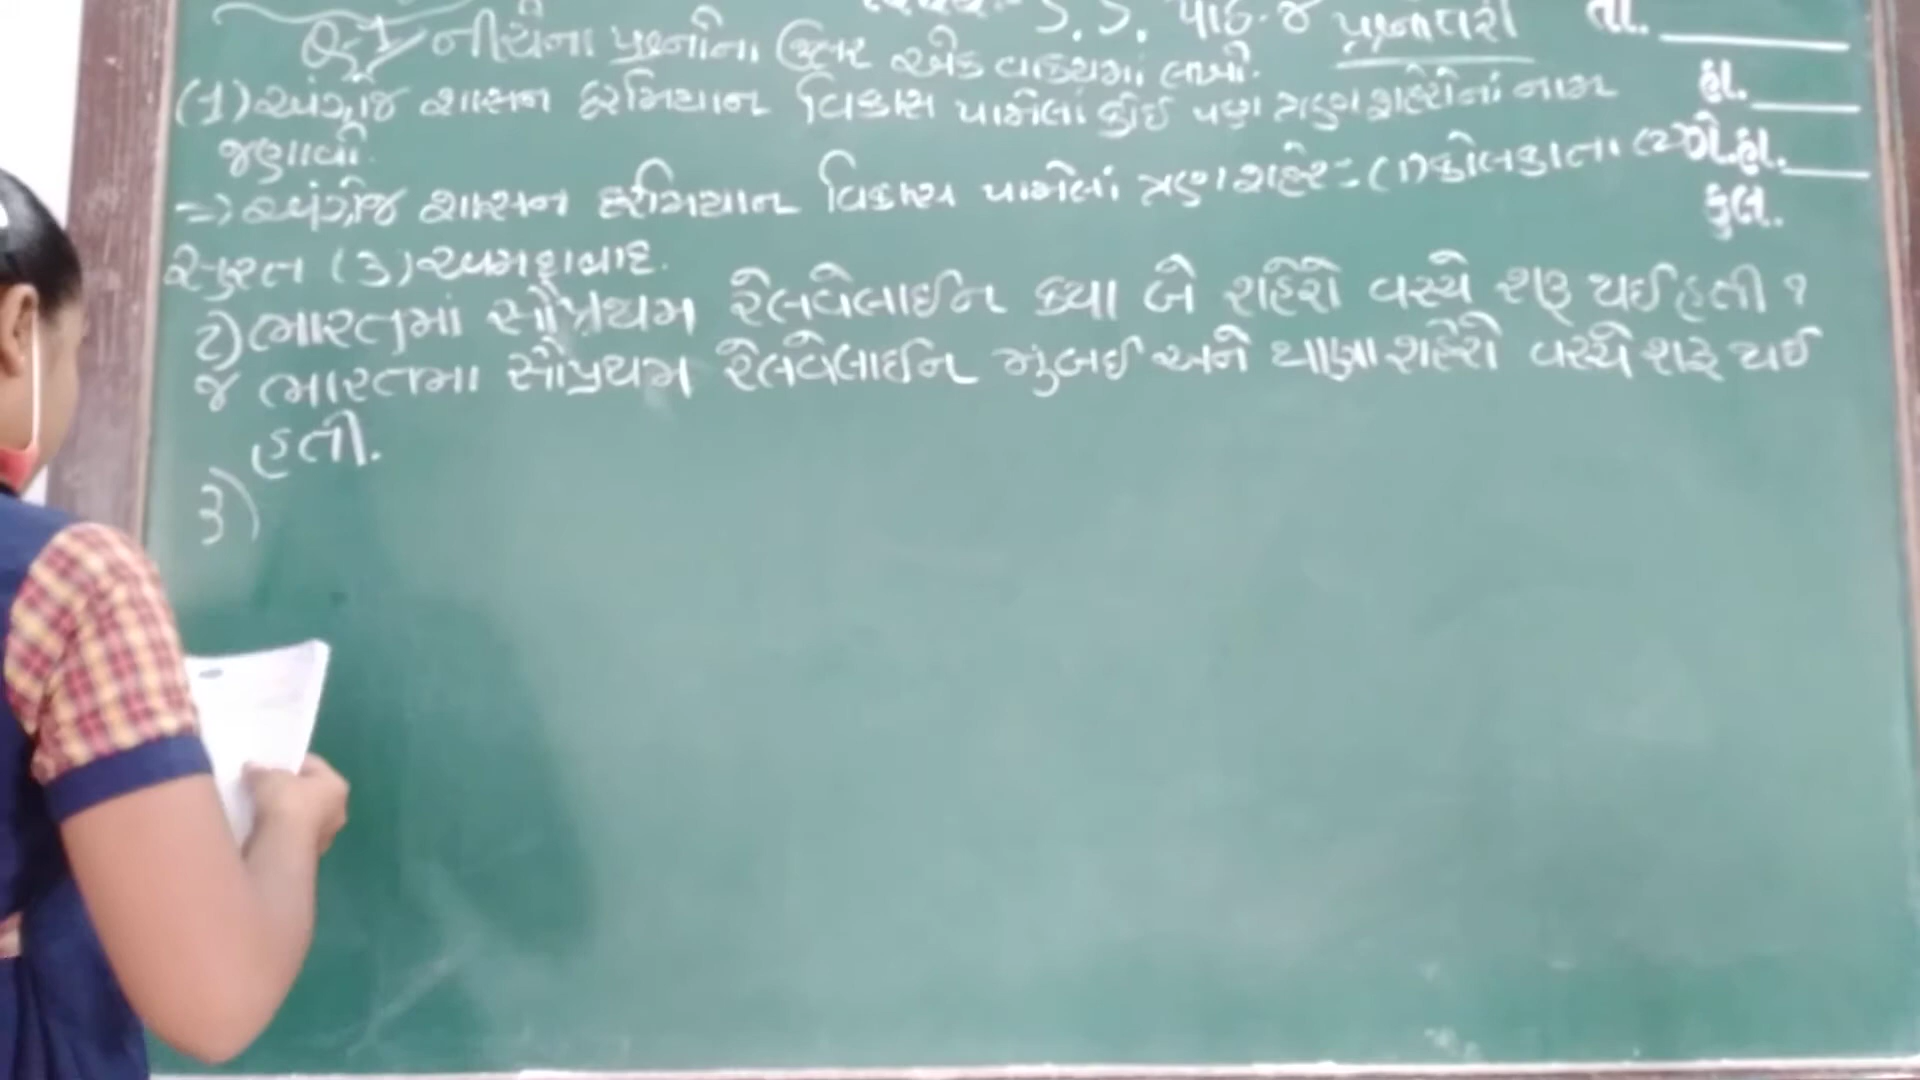 S. S. પાઠ-૪ પ્રશ્નોતરી તા.
Q-1 નીચેના પ્રશ્નોના ઉત્તર એક વાક્યમાં લખો.
(1) અંગ્રેજ શાસન દરમિયાન વિકાસ પામેલાં કોઈ પણ ત્રણ શહેરોનાં નામ
હા.
જણાવો.
=> અંગ્રેજ શાસન દરમિયાન વિકાસ પામેલાં ત્રણ શહેર:- (1) કોલકાતા (2)
ગે.હા.
કુલ.
સુરત (3) અમદાવાદ.
2) ભારતમાં સૌપ્રથમ રેલવેલાઈન કયા બે શહેરો વચ્ચે શરૂ થઈ હતી ?
જ ભારતમા સૌપ્રથમ રેલવેલાઈન મુંબઈ અને થાણા શહેરો વચ્ચે શરૂ થઈ
હતી.
3)